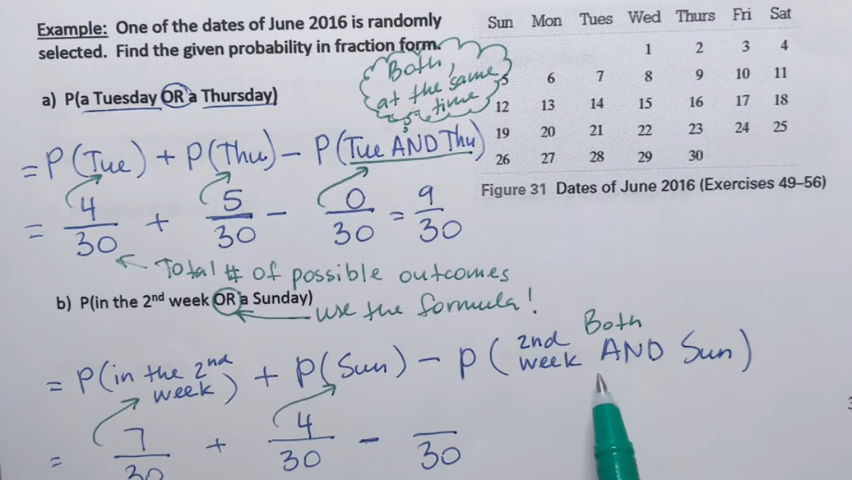 Example: One of the dates of June 2016 is randomly
selected. Find the given probability in fraction form.
Both,
at the same
time
a) P(a Tuesday OR a Thursday)
= P(Tue) + P(Thu) − P(Tue AND Thu)
= 4/30 + 5/30 − 0/30 = 9/30
Total # of possible outcomes
b) P(in the 2nd week OR a Sunday)
use the formula!
Both
= P(in the 2nd week) + P(Sun) − P(2nd week AND Sun)
= 7/30 + 4/30 − /30
Sun Mon Tues Wed Thurs Fri Sat
1 2 3 4
5 6 7 8 9 10 11
12 13 14 15 16 17 18
19 20 21 22 23 24 25
26 27 28 29 30
Figure 31 Dates of June 2016 (Exercises 49–56)